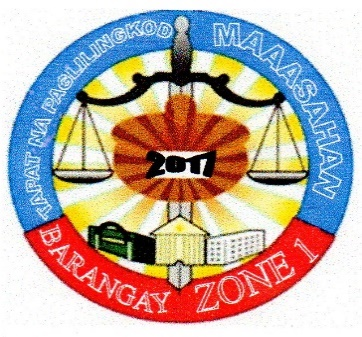 TAPAT NA PAGLILINGKOD MAAASAHAN
2017
BARANGAY ZONE 1